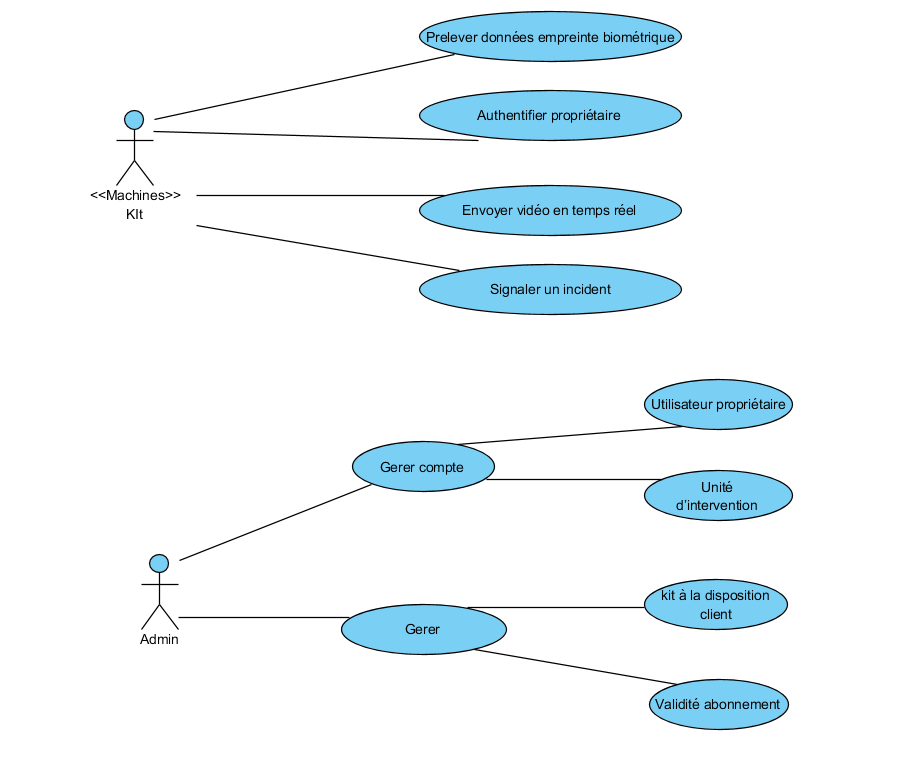 Prelever données empreinte biométrique
Authentifier propriétaire
<<Machines>>
KIt
Envoyer vidéo en temps réel
Signaler un incident
Utilisateur propriétaire
Gerer compte
Unité
d'intervention
Admin
kit à la disposition
client
Gerer
Validité abonnement